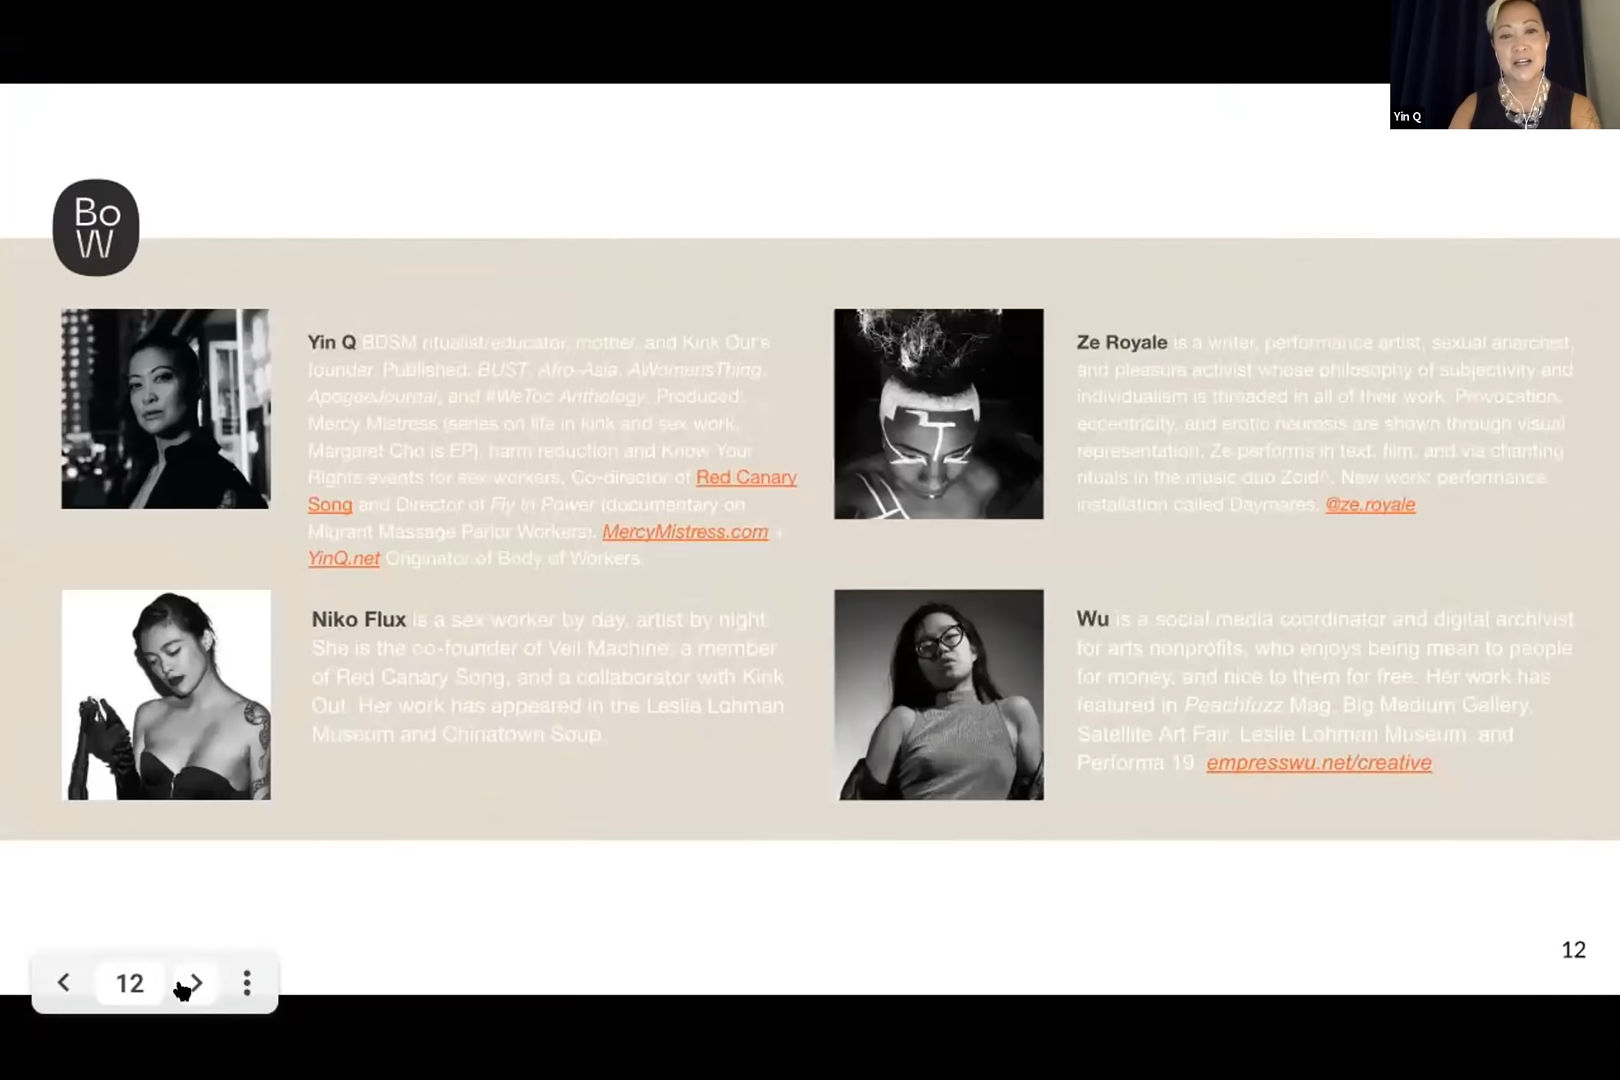 Yin Q
Bo
W
Yin Q BDSM ritualist/educator, mother, and Kink Out's
founder. Published: BUST, Afro-Asia, AWomensThing,
ApogeeJournal, and #WeToo Anthology. Produced:
Mercy Mistress (series on life in kink and sex work,
Margaret Cho is EP), harm reduction and Know Your
Rights events for sex workers. Co-director of Red Canary
Song and Director of Fly In Power (documentary on
Migrant Massage Parlor Workers). MercyMistress.com +
YinQ.net Originator of Body of Workers.
Niko Flux is a sex worker by day, artist by night.
She is the co-founder of Veil Machine, a member
of Red Canary Song, and a collaborator with Kink
Out. Her work has appeared in the Leslie Lohman
Museum and Chinatown Soup.
Ze Royale is a writer, performance artist, sexual anarchist,
and pleasure activist whose philosophy of subjectivity and
individualism is threaded in all of their work. Provocation,
eccentricity, and erotic neurosis are shown through visual
representation. Ze performs in text, film, and via chanting
rituals in the music duo Zoid^. New work: performance
installation called Daymares. @ze.royale
Wu is a social media coordinator and digital archivist
for arts nonprofits, who enjoys being mean to people
for money, and nice to them for free. Her work has
featured in Peachfuzz Mag, Big Medium Gallery,
Satellite Art Fair, Leslie Lohman Museum, and
Performa 19. empresswu.net/creative
12
12